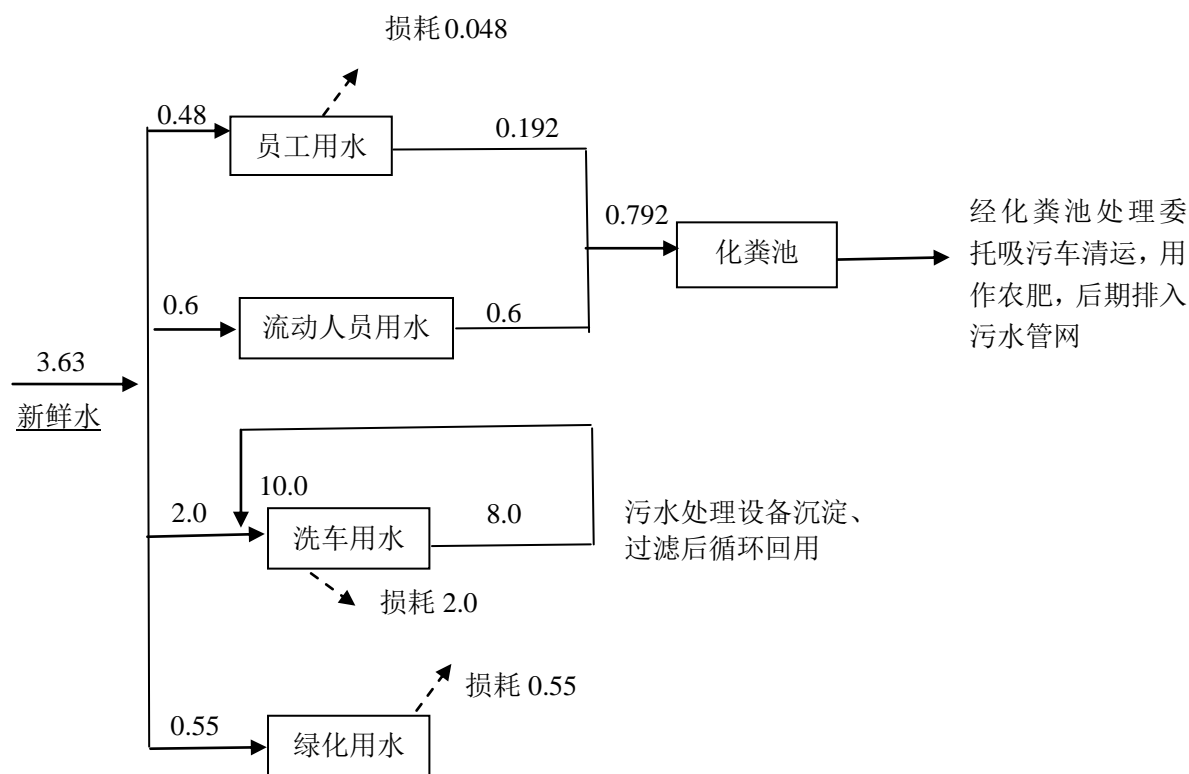 损耗0.048
0.48
员工用水
0.192
0.792
化粪池
经化粪池处理委
托吸污车清运，用
作农肥，后期排入
污水管网
0.6
流动人员用水
0.6
3.63
新鲜水
10.0
2.0
洗车用水
8.0
污水处理设备沉淀、
过滤后循环回用
损耗 2.0
损耗 0.55
0.55
绿化用水